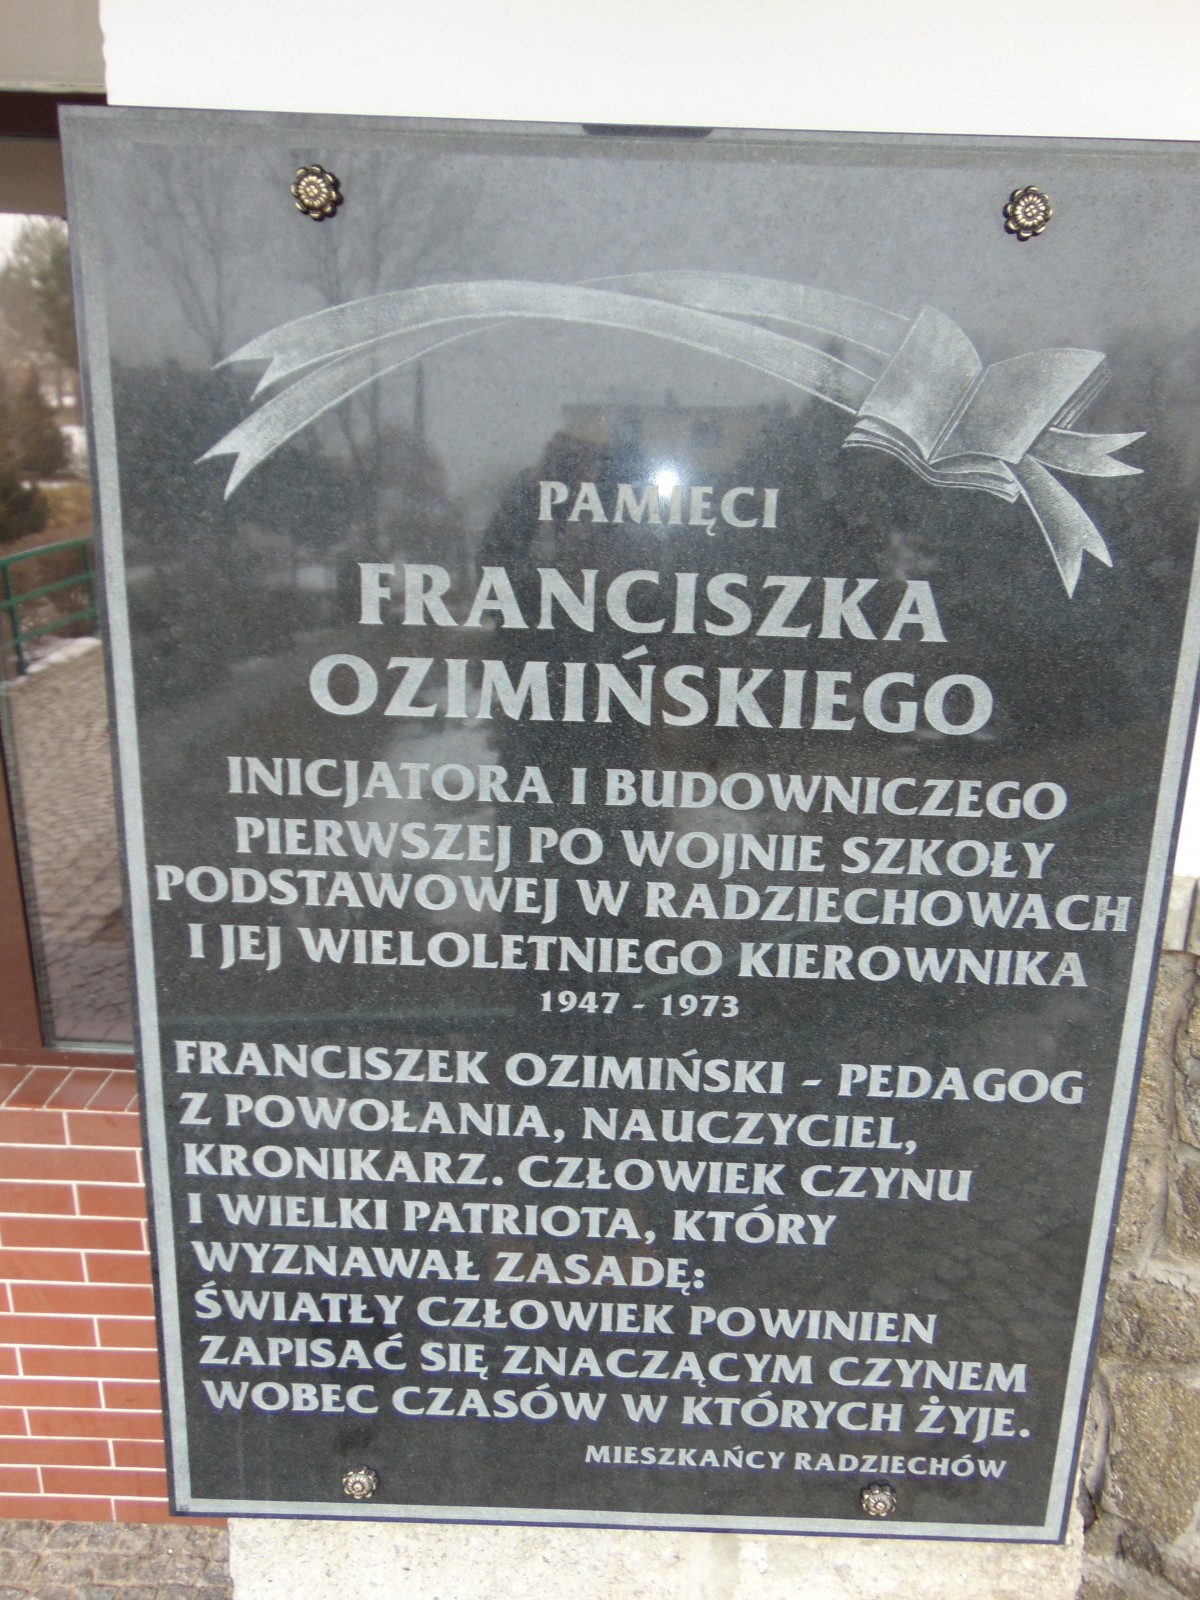 PAMIĘCI
FRANCISZKA
OZIMIŃSKIEGO
INICJATORA I BUDOWNICZEGO
PIERWSZEJ PO WOJNIE SZKOŁY
PODSTAWOWEJ W RADZIECHOWACH
I JEJ WIELOLETNIEGO KIEROWNIKA
1947 - 1973
FRANCISZEK OZIMIŃSKI - PEDAGOG
Z POWOŁANIA, NAUCZYCIEL,
KRONIKARZ. CZŁOWIEK CZYNU
I WIELKI PATRIOTA, KTÓRY
WYZNAWAŁ ZASADĘ:
ŚWIATŁY CZŁOWIEK POWINIEN
ZAPISAĆ SIĘ ZNACZĄCYM CZYNEM
WOBEC CZASÓW W KTÓRYCH ŻYJE.
MIESZKAŃCY RADZIECHÓW